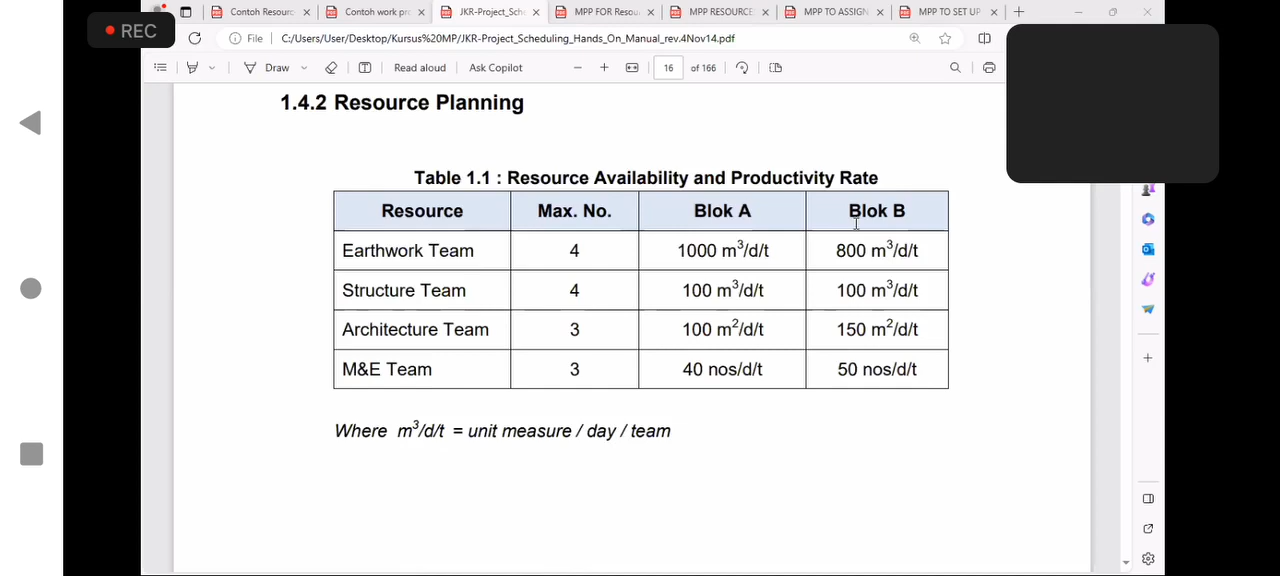 REC
Contoh Resourc
Contoh work pr
JKR-Project_Sche
MPP FOR Resou
MPP RESOURCE
MPP TO ASSIGN
MPP TO SET UP
File C:/Users/User/Desktop/Kursus%20MP/JKR-Project_Scheduling_Hands_On_Manual_rev.4Nov14.pdf
Draw Read aloud Ask Copilot 16 of 166
1.4.2 Resource Planning
Table 1.1 : Resource Availability and Productivity Rate
Resource Max. No. Blok A Blok B
Earthwork Team 4 1000 m³/d/t 800 m³/d/t
Structure Team 4 100 m³/d/t 100 m³/d/t
Architecture Team 3 100 m²/d/t 150 m²/d/t
M&E Team 3 40 nos/d/t 50 nos/d/t
Where m³/d/t = unit measure / day / team